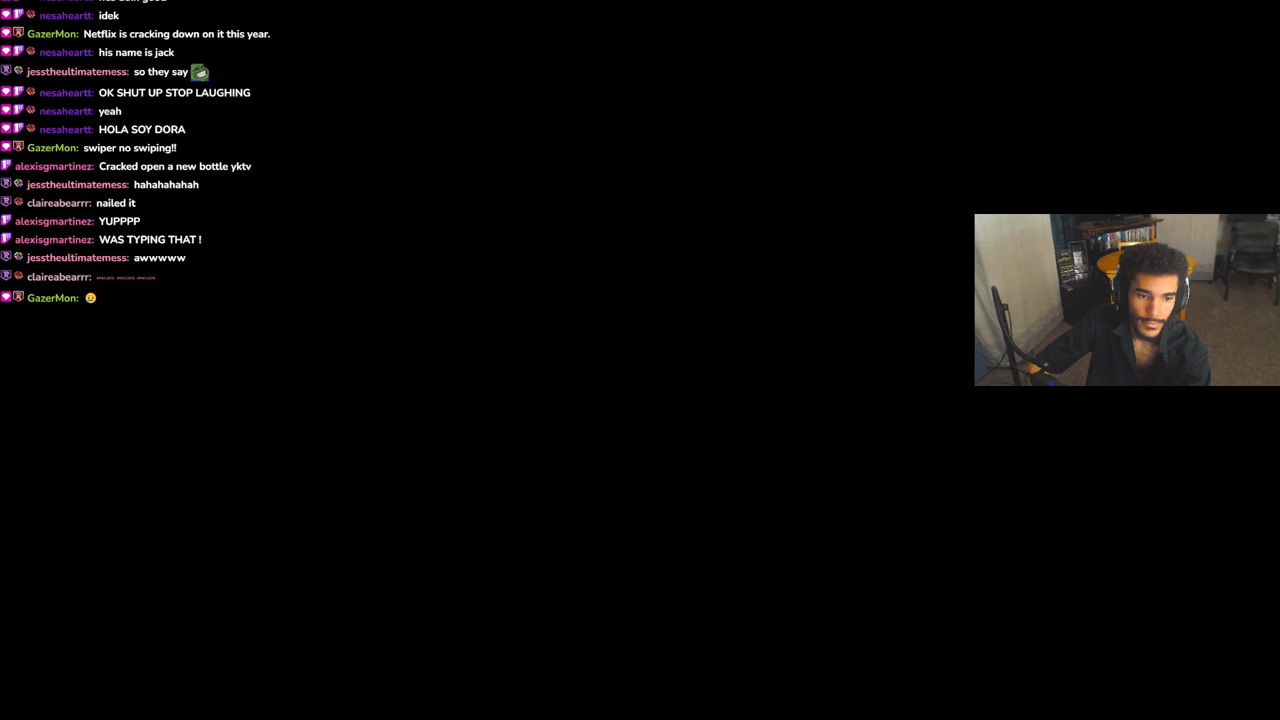 nesaheartt: idek
GazerMon: Netflix is cracking down on it this year.
nesaheartt: his name is jack
jesstheultimatemess: so they say
nesaheartt: OK SHUT UP STOP LAUGHING
nesaheartt: yeah
nesaheartt: HOLA SOY DORA
GazerMon: swiper no swiping!!
alexisgmartinez: Cracked open a new bottle yktv
jesstheultimatemess: hahahahahah
claireabearrr: nailed it
alexisgmartinez: YUPPPP
alexisgmartinez: WAS TYPING THAT !
jesstheultimatemess: awwwww
claireabearrr:
GazerMon: 😢